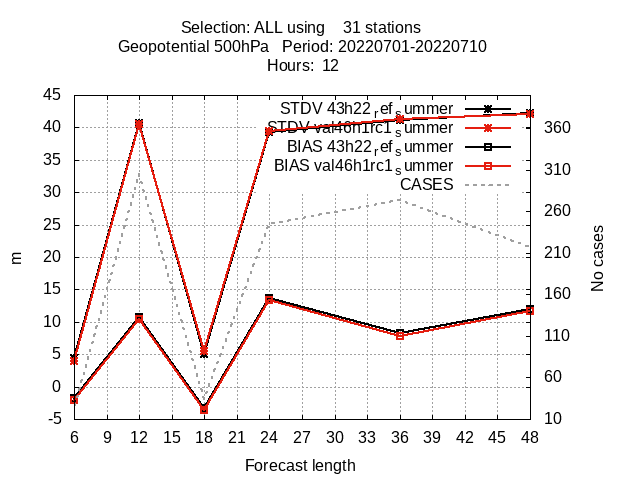 Selection: ALL using    31 stations
Geopotential 500hPa   Period: 20220701-20220710
Hours:  12
STDV 43h22_ref_summer
STDV val46h1rc1_summer
BIAS 43h22_ref_summer
BIAS val46h1rc1_summer
CASES
45
40
35
30
25
20
15
10
5
0
-5
m
360
310
260
210
160
110
60
10
No cases
6 9 12 15 18 21 24 27 30 33 36 39 42 45 48
Forecast length